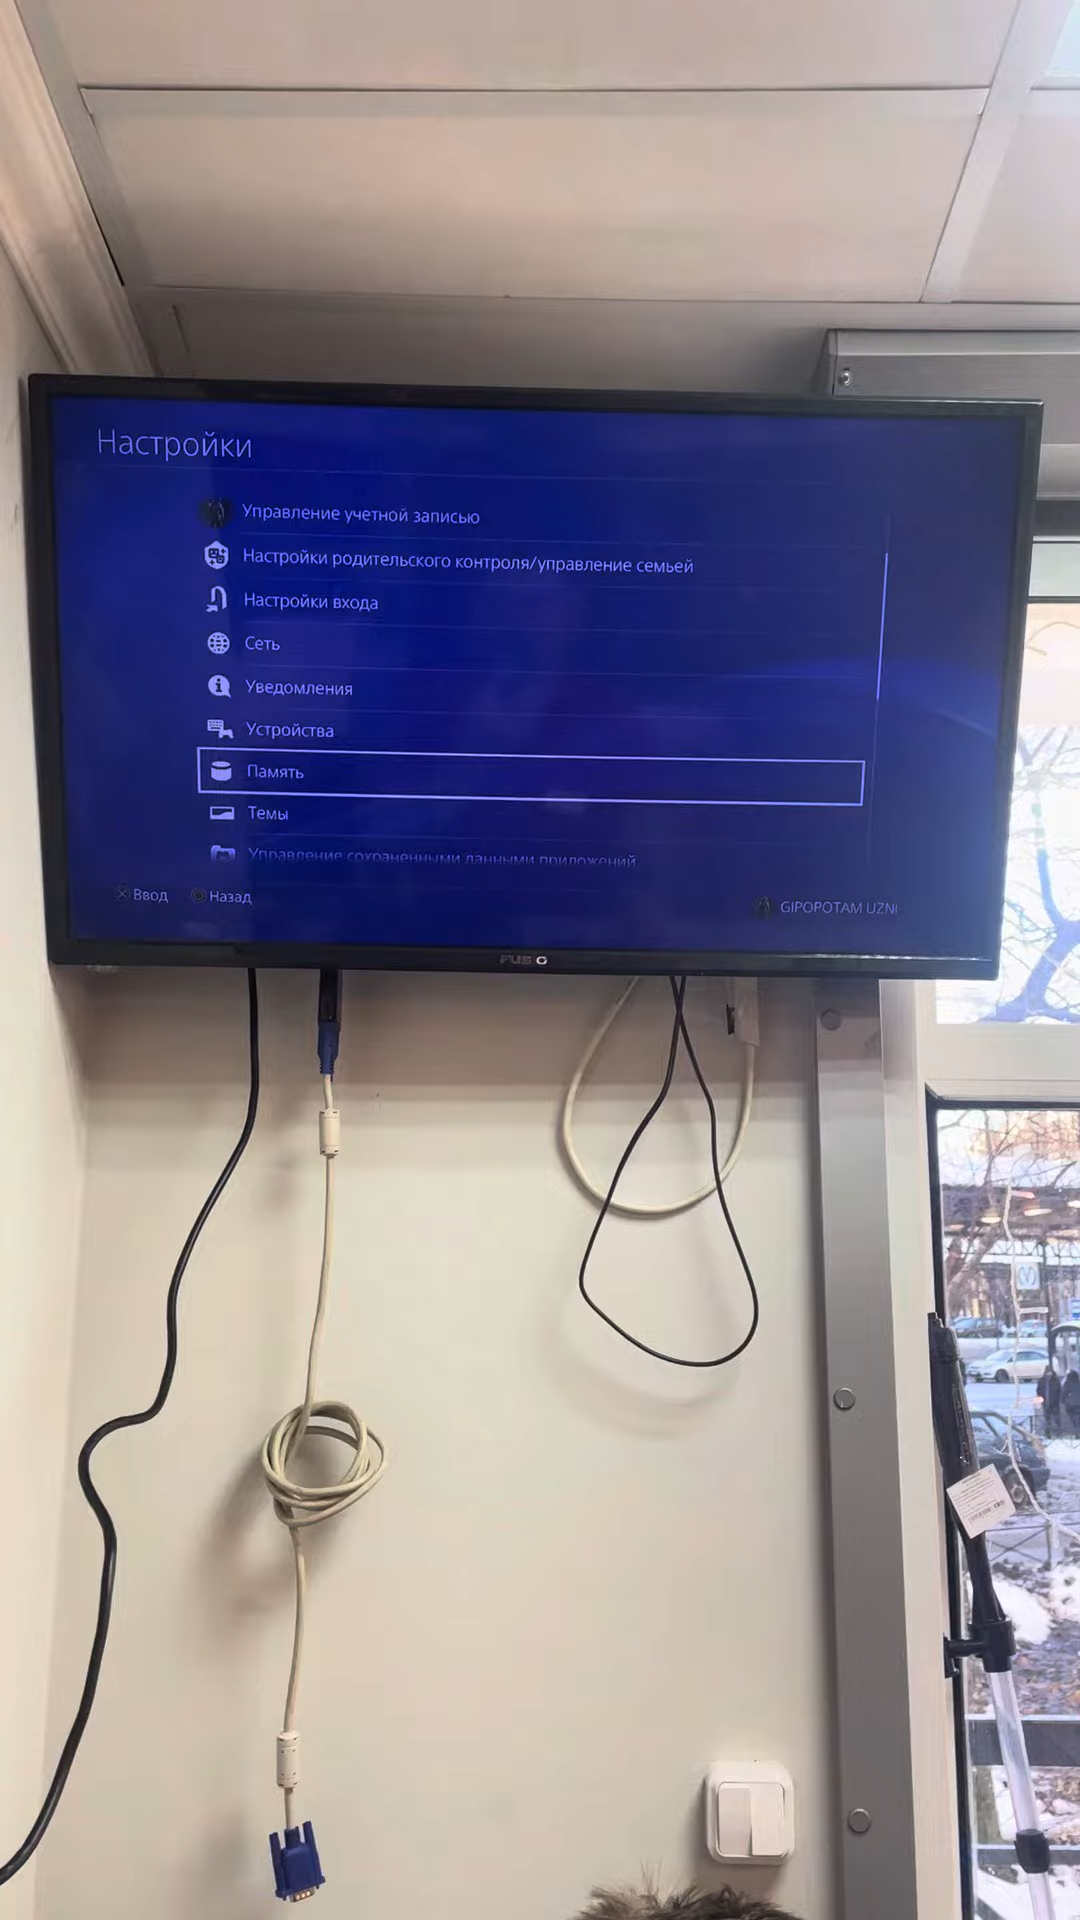 Настройки
Управление учетной записью
Настройки родительского контроля/управление семьей
Настройки входа
Сеть
Уведомления
Устройства
Память
Темы
Управление сохраненными данными приложений
Ввод
Назад
GIPOPOTAM UZN